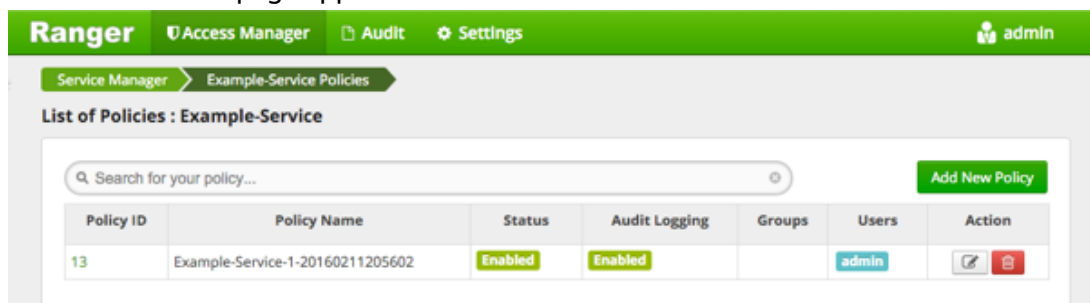 Ranger Access Manager Audit Settings admin
Service Manager Example-Service Policies
List of Policies : Example-Service
Search for your policy... Add New Policy
Policy ID Policy Name Status Audit Logging Groups Users Action
13 Example-Service-1-20160211205602 Enabled Enabled admin